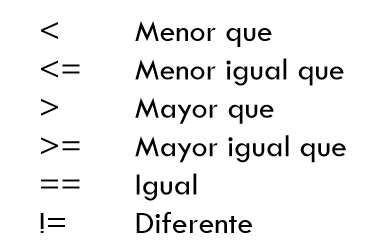 < Menor que
<= Menor igual que
> Mayor que
>= Mayor igual que
== Igual
!= Diferente